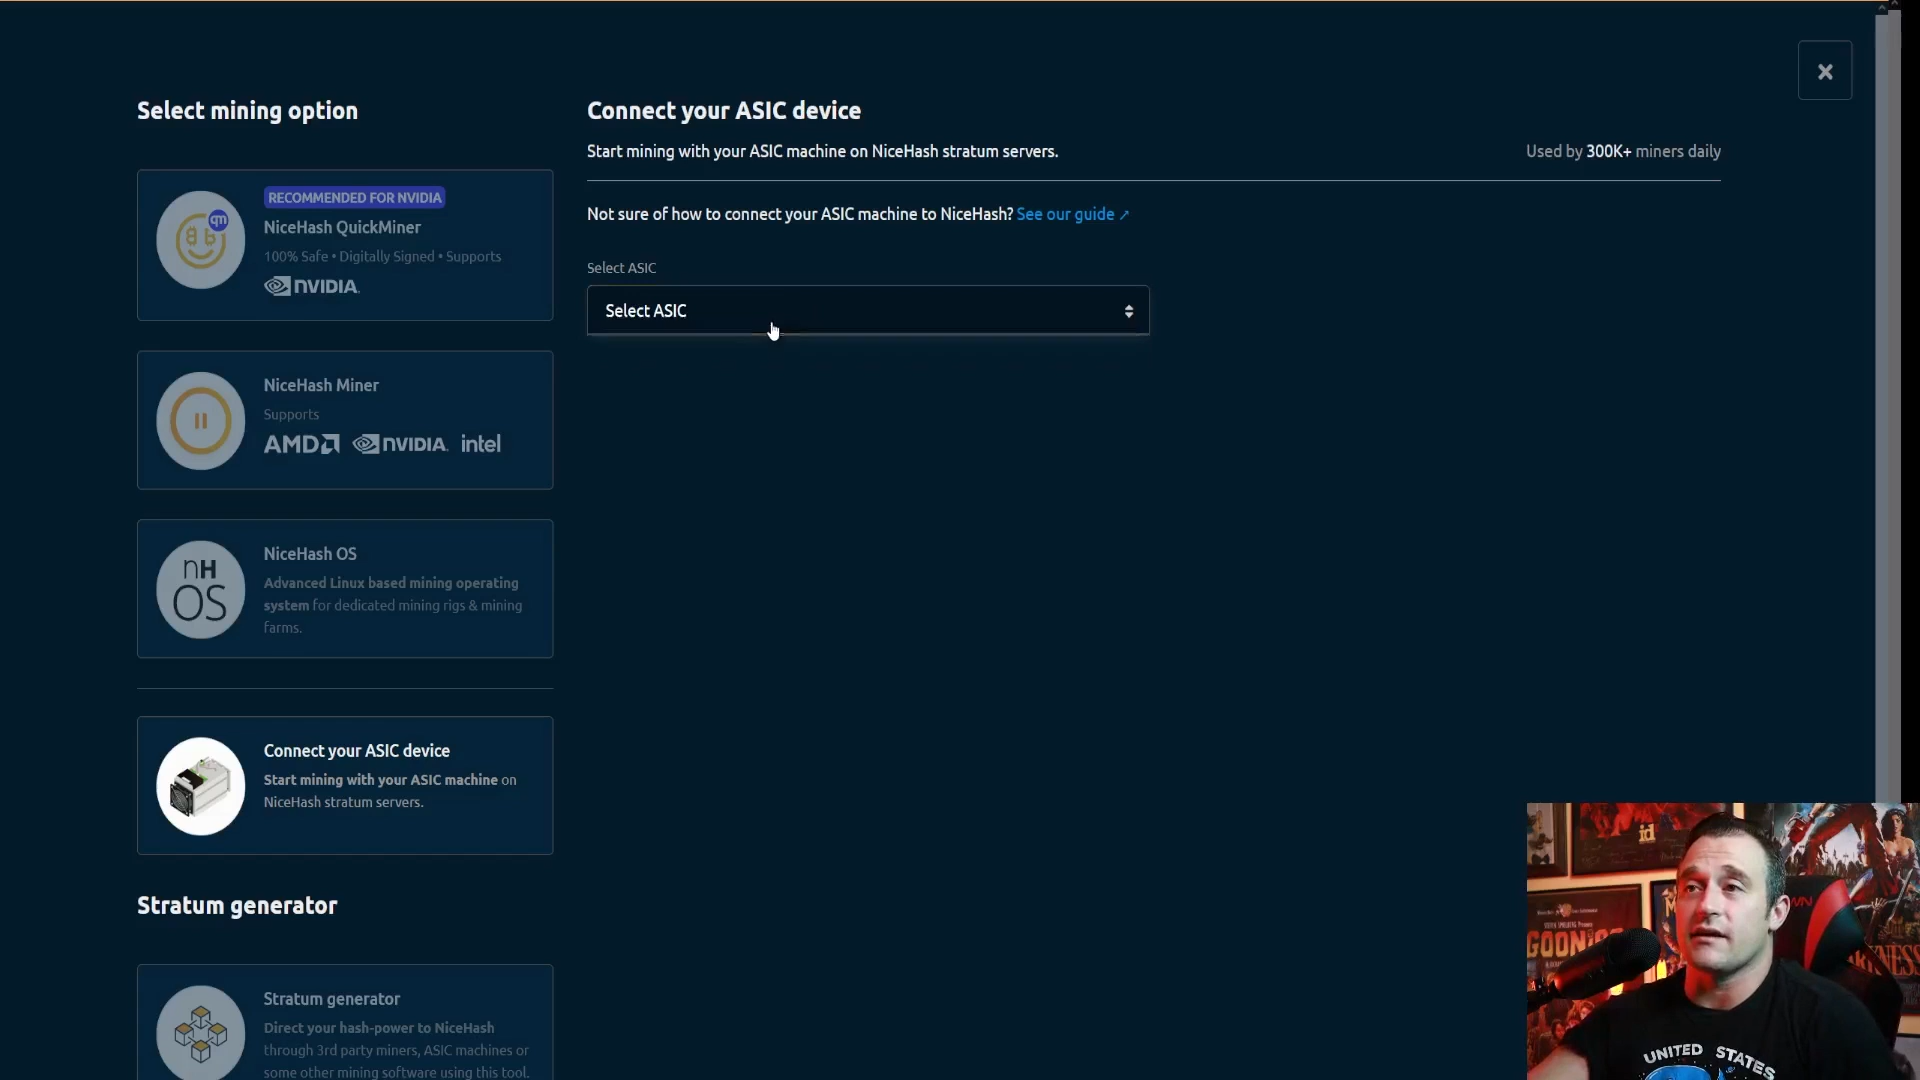 Select mining option
RECOMMENDED FOR NVIDIA
NiceHash QuickMiner
100% Safe • Digitally Signed • Supports
NVIDIA.
qm
NiceHash Miner
Supports
AMD NVIDIA. intel
nH
OS
NiceHash OS
Advanced Linux based mining operating
system for dedicated mining rigs & mining
farms.
Connect your ASIC device
Start mining with your ASIC machine on
NiceHash stratum servers.
Stratum generator
Stratum generator
Direct your hash-power to NiceHash
through 3rd party miners, ASIC machines or
some other mining software using this tool.
Connect your ASIC device
Start mining with your ASIC machine on NiceHash stratum servers.
Used by 300K+ miners daily
Not sure of how to connect your ASIC machine to NiceHash? See our guide ↗
Select ASIC
Select ASIC
id
UNITED STATES